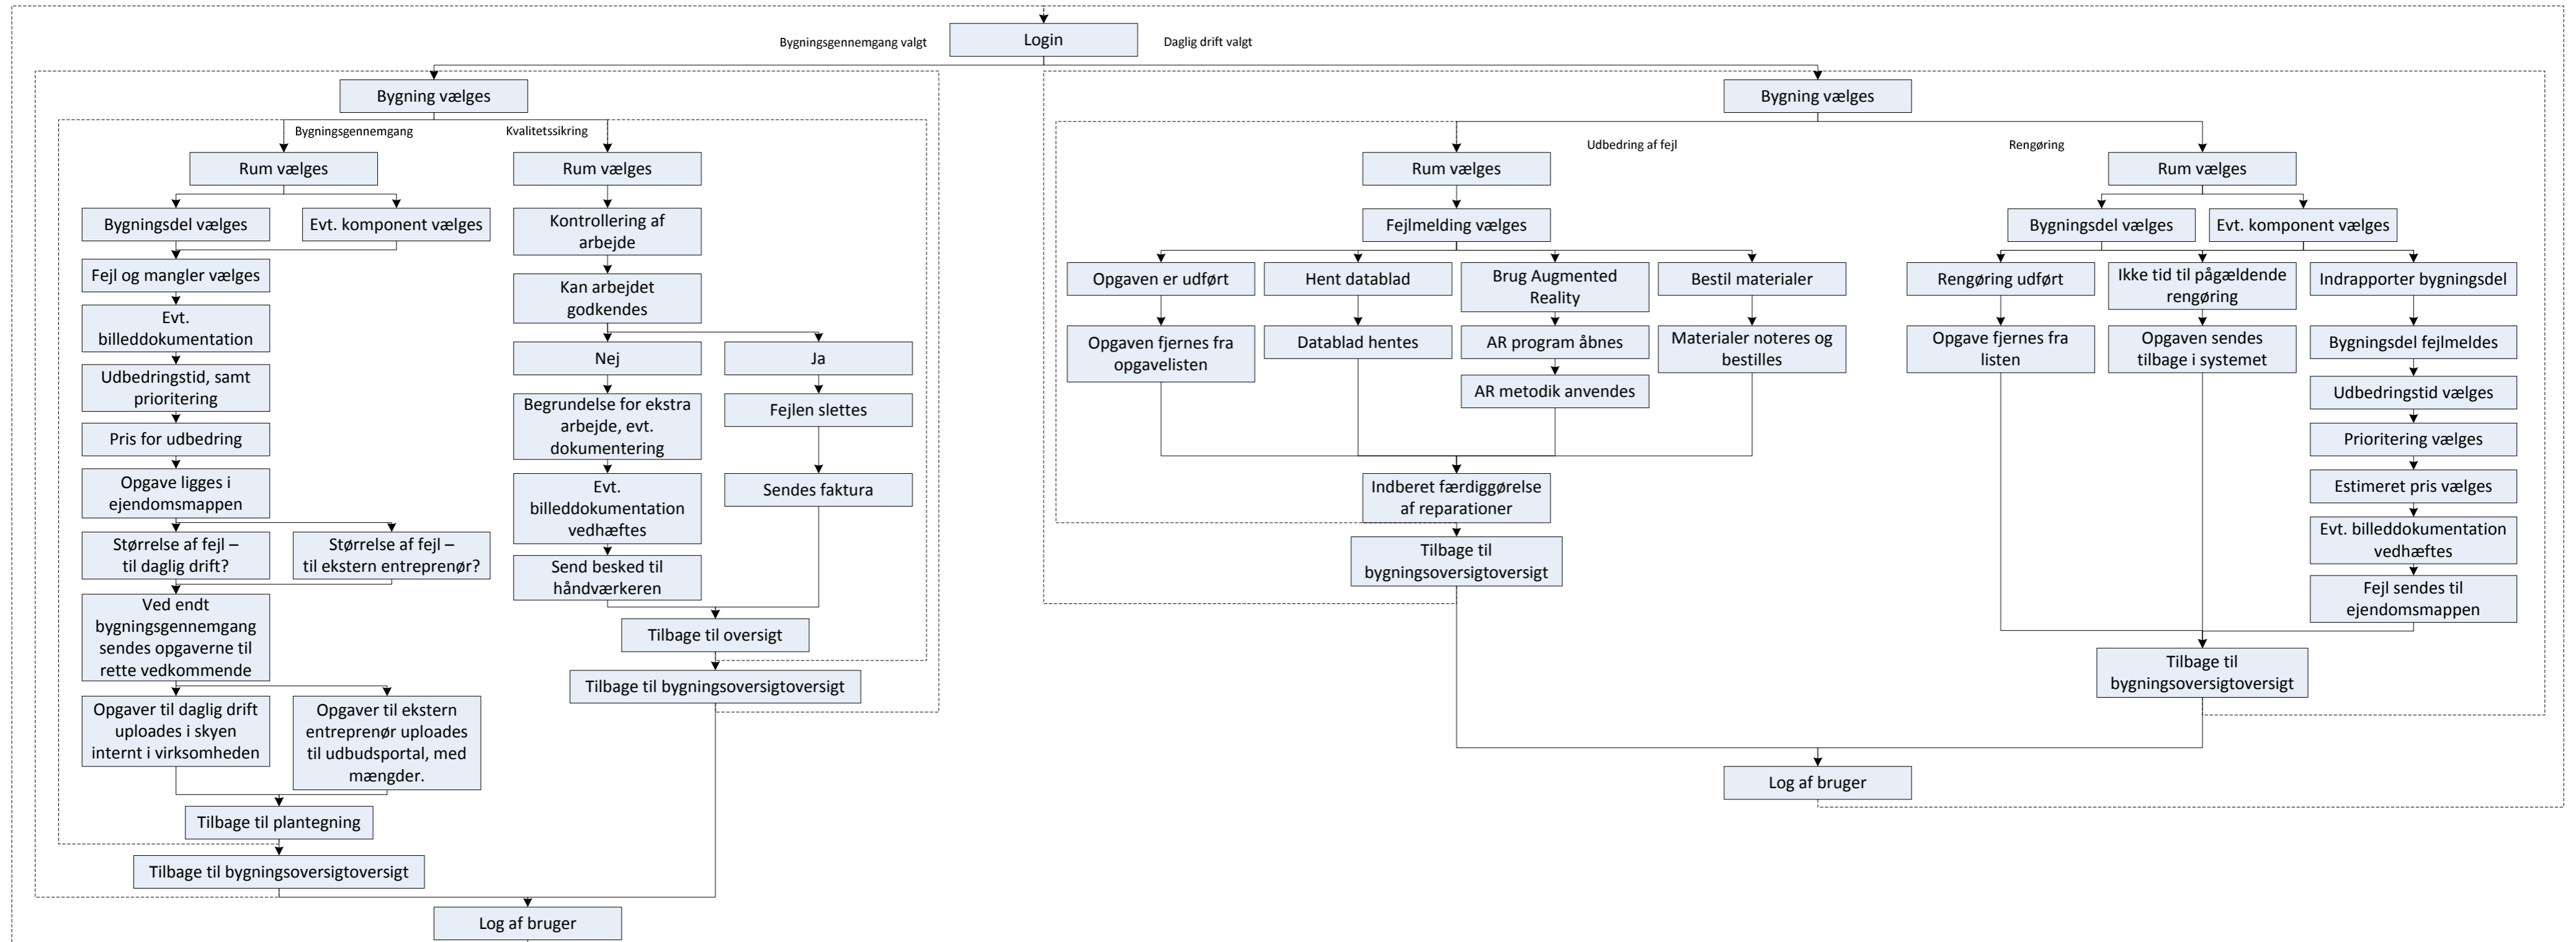 Login
Bygningsgennemgang valgt
Daglig drift valgt
Bygning vælges
Bygningsgennemgang
Kvalitetssikring
Rum vælges
Bygningsdel vælges
Evt. komponent vælges
Fejl og mangler vælges
Evt.
billeddokumentation
Udbedringstid, samt
prioritering
Pris for udbedring
Opgave ligges i
ejendomsmappen
Størrelse af fejl –
til daglig drift?
Størrelse af fejl –
til ekstern entreprenør?
Ved endt
bygningsgennemgang
sendes opgaverne til
rette vedkommende
Opgaver til daglig drift
uploades i skyen
internt i virksomheden
Opgaver til ekstern
entreprenør uploades
til udbudsportal, med
mængder.
Tilbage til plantegning
Tilbage til bygningsoversigtoversigt
Rum vælges
Kontrollering af
arbejde
Kan arbejdet
godkendes
Nej
Ja
Begrundelse for ekstra
arbejde, evt.
dokumentering
Fejlen slettes
Evt.
billeddokumentation
vedhæftes
Sendes faktura
Send besked til
håndværkeren
Tilbage til oversigt
Tilbage til bygningsoversigtoversigt
Log af bruger
Bygning vælges
Udbedring af fejl
Rengøring
Rum vælges
Fejlmelding vælges
Opgaven er udført
Hent datablad
Brug Augmented
Reality
Bestil materialer
Opgaven fjernes fra
opgavelisten
Datablad hentes
AR program åbnes
Materialer noteres og
bestilles
AR metodik anvendes
Indberet færdiggørelse
af reparationer
Tilbage til
bygningsoversigtoversigt
Rum vælges
Bygningsdel vælges
Evt. komponent vælges
Rengøring udført
Ikke tid til pågældende
rengøring
Indrapporter bygningsdel
Opgave fjernes fra
listen
Opgaven sendes
tilbage i systemet
Bygningsdel fejlmeldes
Udbedringstid vælges
Prioritering vælges
Estimeret pris vælges
Evt. billeddokumentation
vedhæftes
Fejl sendes til
ejendomsmappen
Tilbage til
bygningsoversigtoversigt
Log af bruger